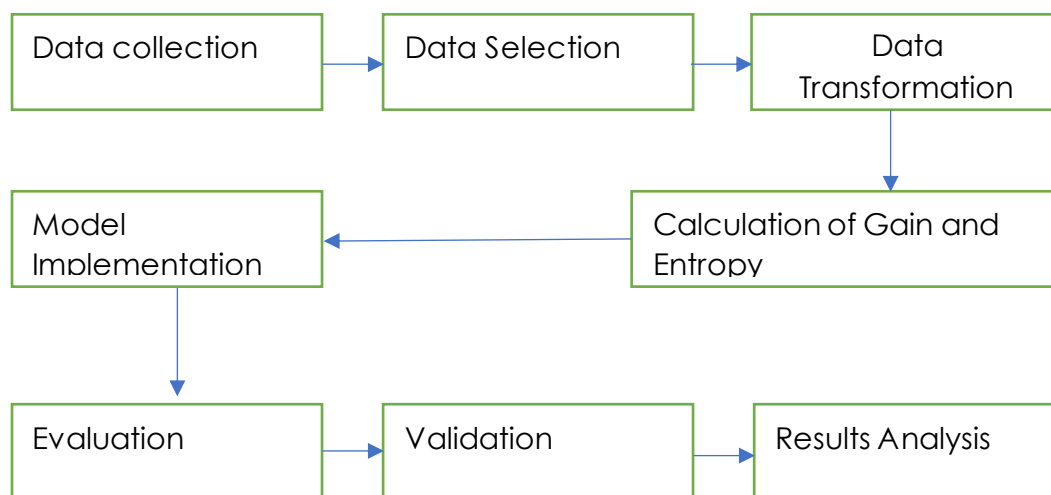 Data collection
Data Selection
Data
Transformation
Calculation of Gain and
Entropy
Model
Implementation
Evaluation
Validation
Results Analysis